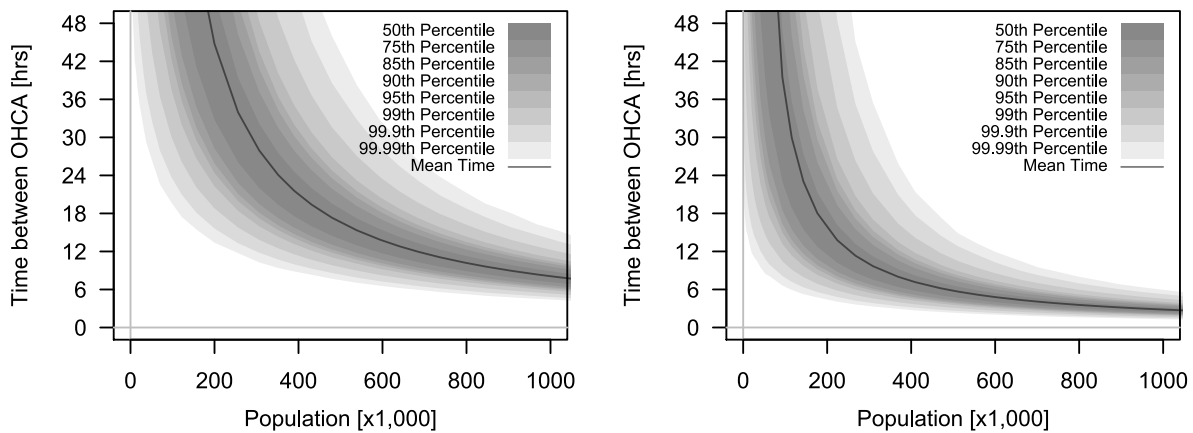 Time between OHCA [hrs]
48
42
36
30
24
18
12
6
0
50th Percentile
75th Percentile
85th Percentile
90th Percentile
95th Percentile
99th Percentile
99.9th Percentile
99.99th Percentile
Mean Time
0 200 400 600 800 1000
Population [x1,000]
Time between OHCA [hrs]
48
42
36
30
24
18
12
6
0
50th Percentile
75th Percentile
85th Percentile
90th Percentile
95th Percentile
99th Percentile
99.9th Percentile
99.99th Percentile
Mean Time
0 200 400 600 800 1000
Population [x1,000]